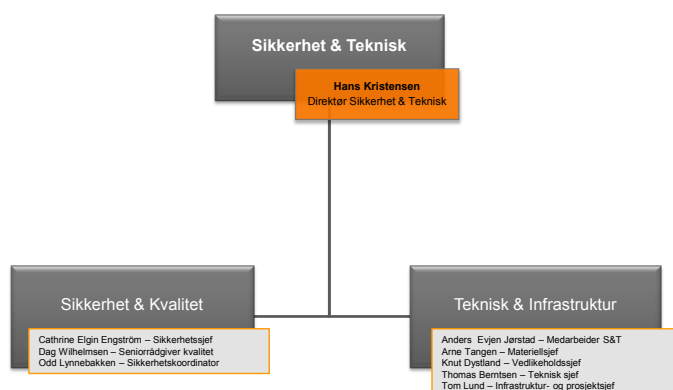 Sikkerhet & Teknisk
Hans Kristensen
Direktør Sikkerhet & Teknisk
Sikkerhet & Kvalitet
Cathrine Elgin Engström – Sikkerhetssjef
Dag Wilhelmsen – Seniorrådgiver kvalitet
Odd Lynnebakken – Sikkerhetskoordinator
Teknisk & Infrastruktur
Anders Evjen Jørstad – Medarbeider S&T
Arne Tangen – Materiellsjef
Knut Dystland – Vedlikeholdssjef
Thomas Berntsen – Teknisk sjef
Tom Lund – Infrastruktur- og prosjektsjef